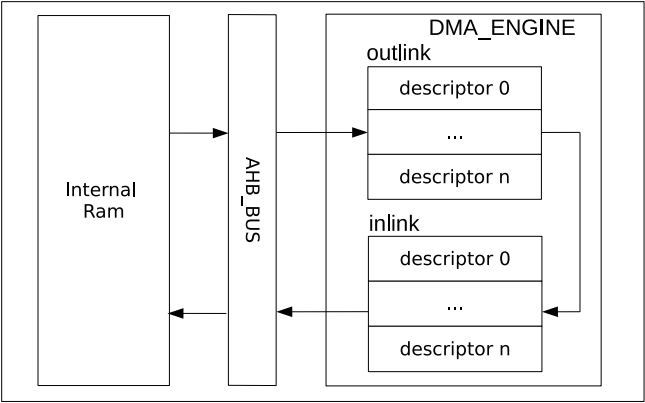 DMA_ENGINE
outlink
descriptor 0
...
descriptor n
Internal
Ram
AHB_BUS
inlink
descriptor 0
...
descriptor n